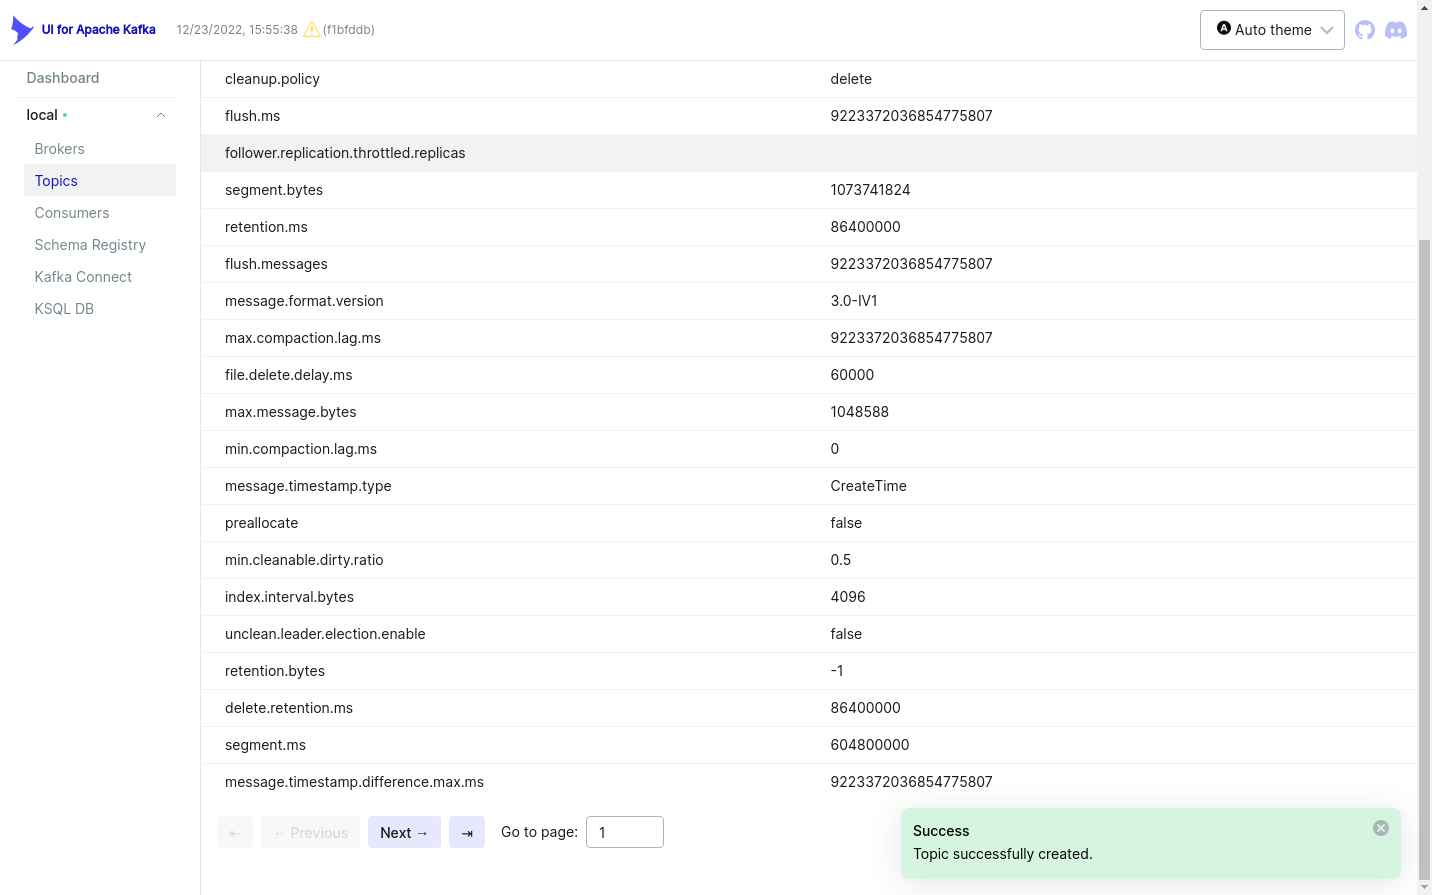 UI for Apache Kafka 12/23/2022, 15:55:38 (f1bfddb) A Auto theme
Dashboard
local
Brokers
Topics
Consumers
Schema Registry
Kafka Connect
KSQL DB
cleanup.policy delete
flush.ms 9223372036854775807
follower.replication.throttled.replicas
segment.bytes 1073741824
retention.ms 86400000
flush.messages 9223372036854775807
message.format.version 3.0-IV1
max.compaction.lag.ms 9223372036854775807
file.delete.delay.ms 60000
max.message.bytes 1048588
min.compaction.lag.ms 0
message.timestamp.type CreateTime
preallocate false
min.cleanable.dirty.ratio 0.5
index.interval.bytes 4096
unclean.leader.election.enable false
retention.bytes -1
delete.retention.ms 86400000
segment.ms 604800000
message.timestamp.difference.max.ms 9223372036854775807
⇤ ← Previous Next → ⇥ Go to page: 1
Success
Topic successfully created.